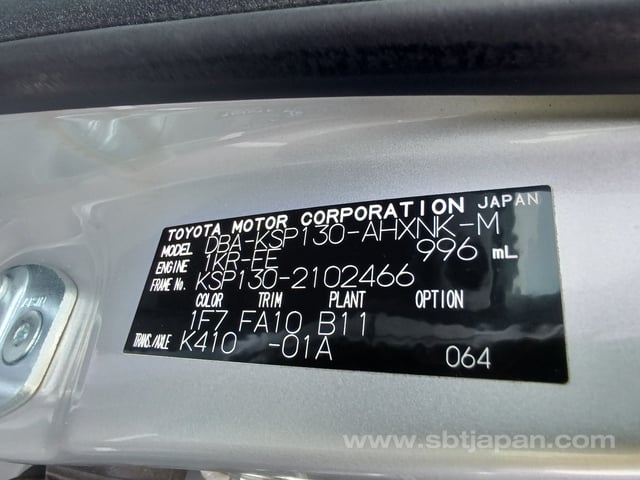 TOYOTA MOTOR CORPORATION JAPAN
MODEL DBA-KSP130-AHXNK-M
ENGINE 1KR-FE 996 mL
FRAME No. KSP130-2102466
COLOR TRIM PLANT OPTION
1F7 FA10 B11
TRANS./AXLE K410 -01A 064
www.sbtjapan.com